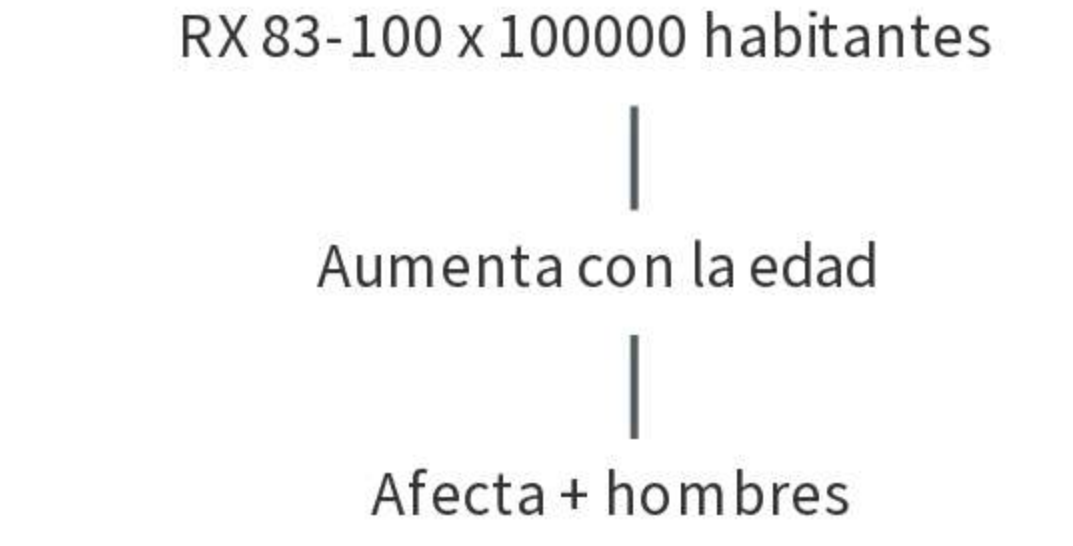 RX 83-100 x 100000 habitantes
Aumenta con la edad
Afecta + hombres